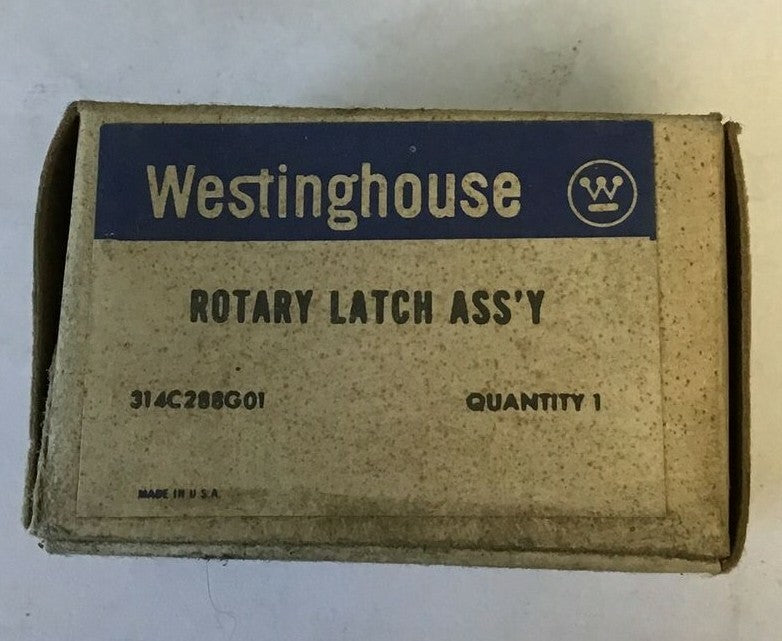 Westinghouse W
ROTARY LATCH ASS'Y
314C288G01 QUANTITY 1
MADE IN U.S.A.